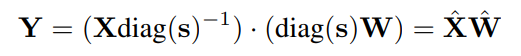 Y = (Xdiag(s)⁻¹) · (diag(s)W) = X̂Ŵ